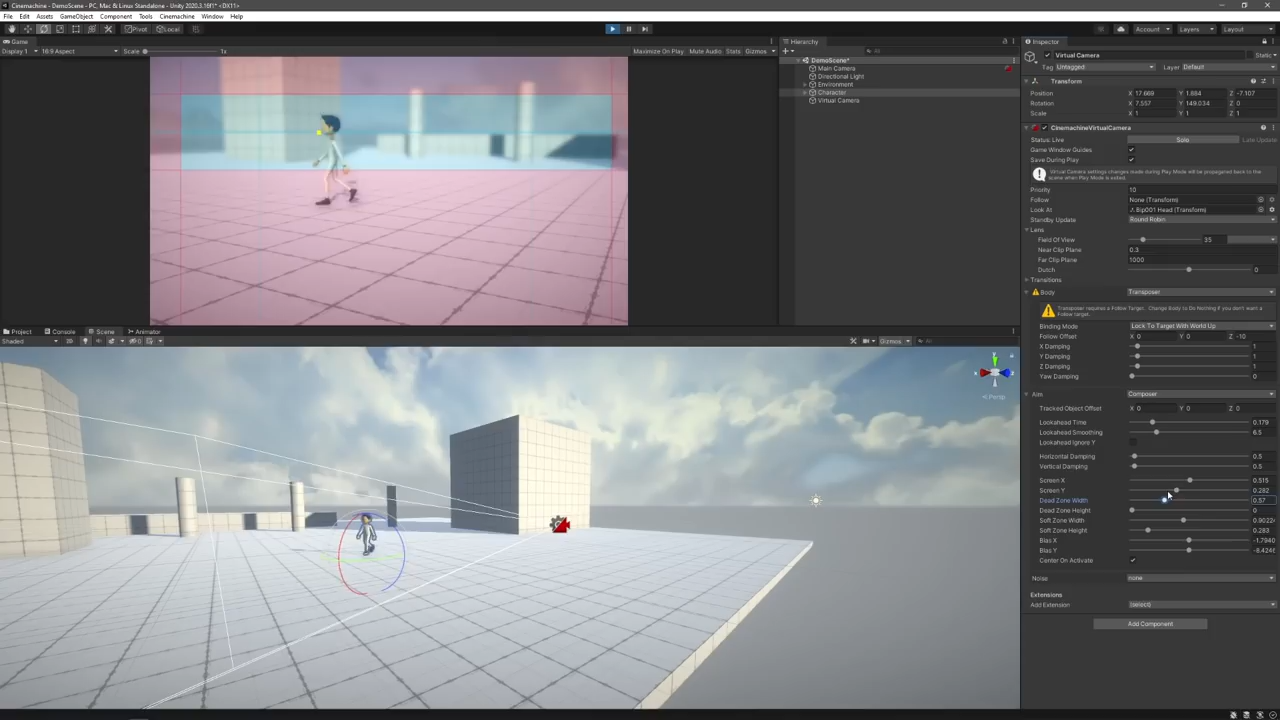 Cinemachine - DemoScene - PC, Mac & Linux Standalone - Unity 2020.3.16f1* <DX11>
File Edit Assets GameObject Component Tools Cinemachine Window Help
Pivot Local Account Layers Layout
Game
Display 1 16:9 Aspect Scale 1x Maximize On Play Mute Audio Stats Gizmos
Hierarchy
All
DemoScene*
Main Camera
Directional Light
Environment
Character
Virtual Camera
Project Console Scene Animator
Shaded Gizmos All
y
x
z
Persp
Inspector
Virtual Camera Static
Tag Untagged Layer Default
Transform
Position X 17.669 Y 1.684 Z -7.107
Rotation X 7.557 Y 149.034 Z 0
Scale X 1 Y 1 Z 1
CinemachineVirtualCamera
Status: Live Solo Late Update
Game Window Guides
Save During Play
Virtual Camera settings changes made during Play Mode will be propagated back to the
scene when Play Mode is exited.
Priority 10
Follow None (Transform)
Look At Bip001 Head (Transform)
Standby Update Round Robin
Lens
Field Of View 35
Near Clip Plane 0.3
Far Clip Plane 1000
Dutch 0
Transitions
Body Transposer
Transposer requires a Follow Target. Change Body to Do Nothing if you don't want a
Follow target.
Binding Mode Lock To Target With World Up
Follow Offset X 0 Y 0 Z -10
X Damping 1
Y Damping 1
Z Damping 1
Yaw Damping 0
Aim Composer
Tracked Object Offset X 0 Y 0 Z 0
Lookahead Time 0.179
Lookahead Smoothing 6.5
Lookahead Ignore Y
Horizontal Damping 0.5
Vertical Damping 0.5
Screen X 0.515
Screen Y 0.282
Dead Zone Width 0.57
Dead Zone Height 0
Soft Zone Width 0.9022
Soft Zone Height 0.283
Bias X -1.7940
Bias Y -8.4246
Center On Activate
Noise none
Extensions
Add Extension (select)
Add Component